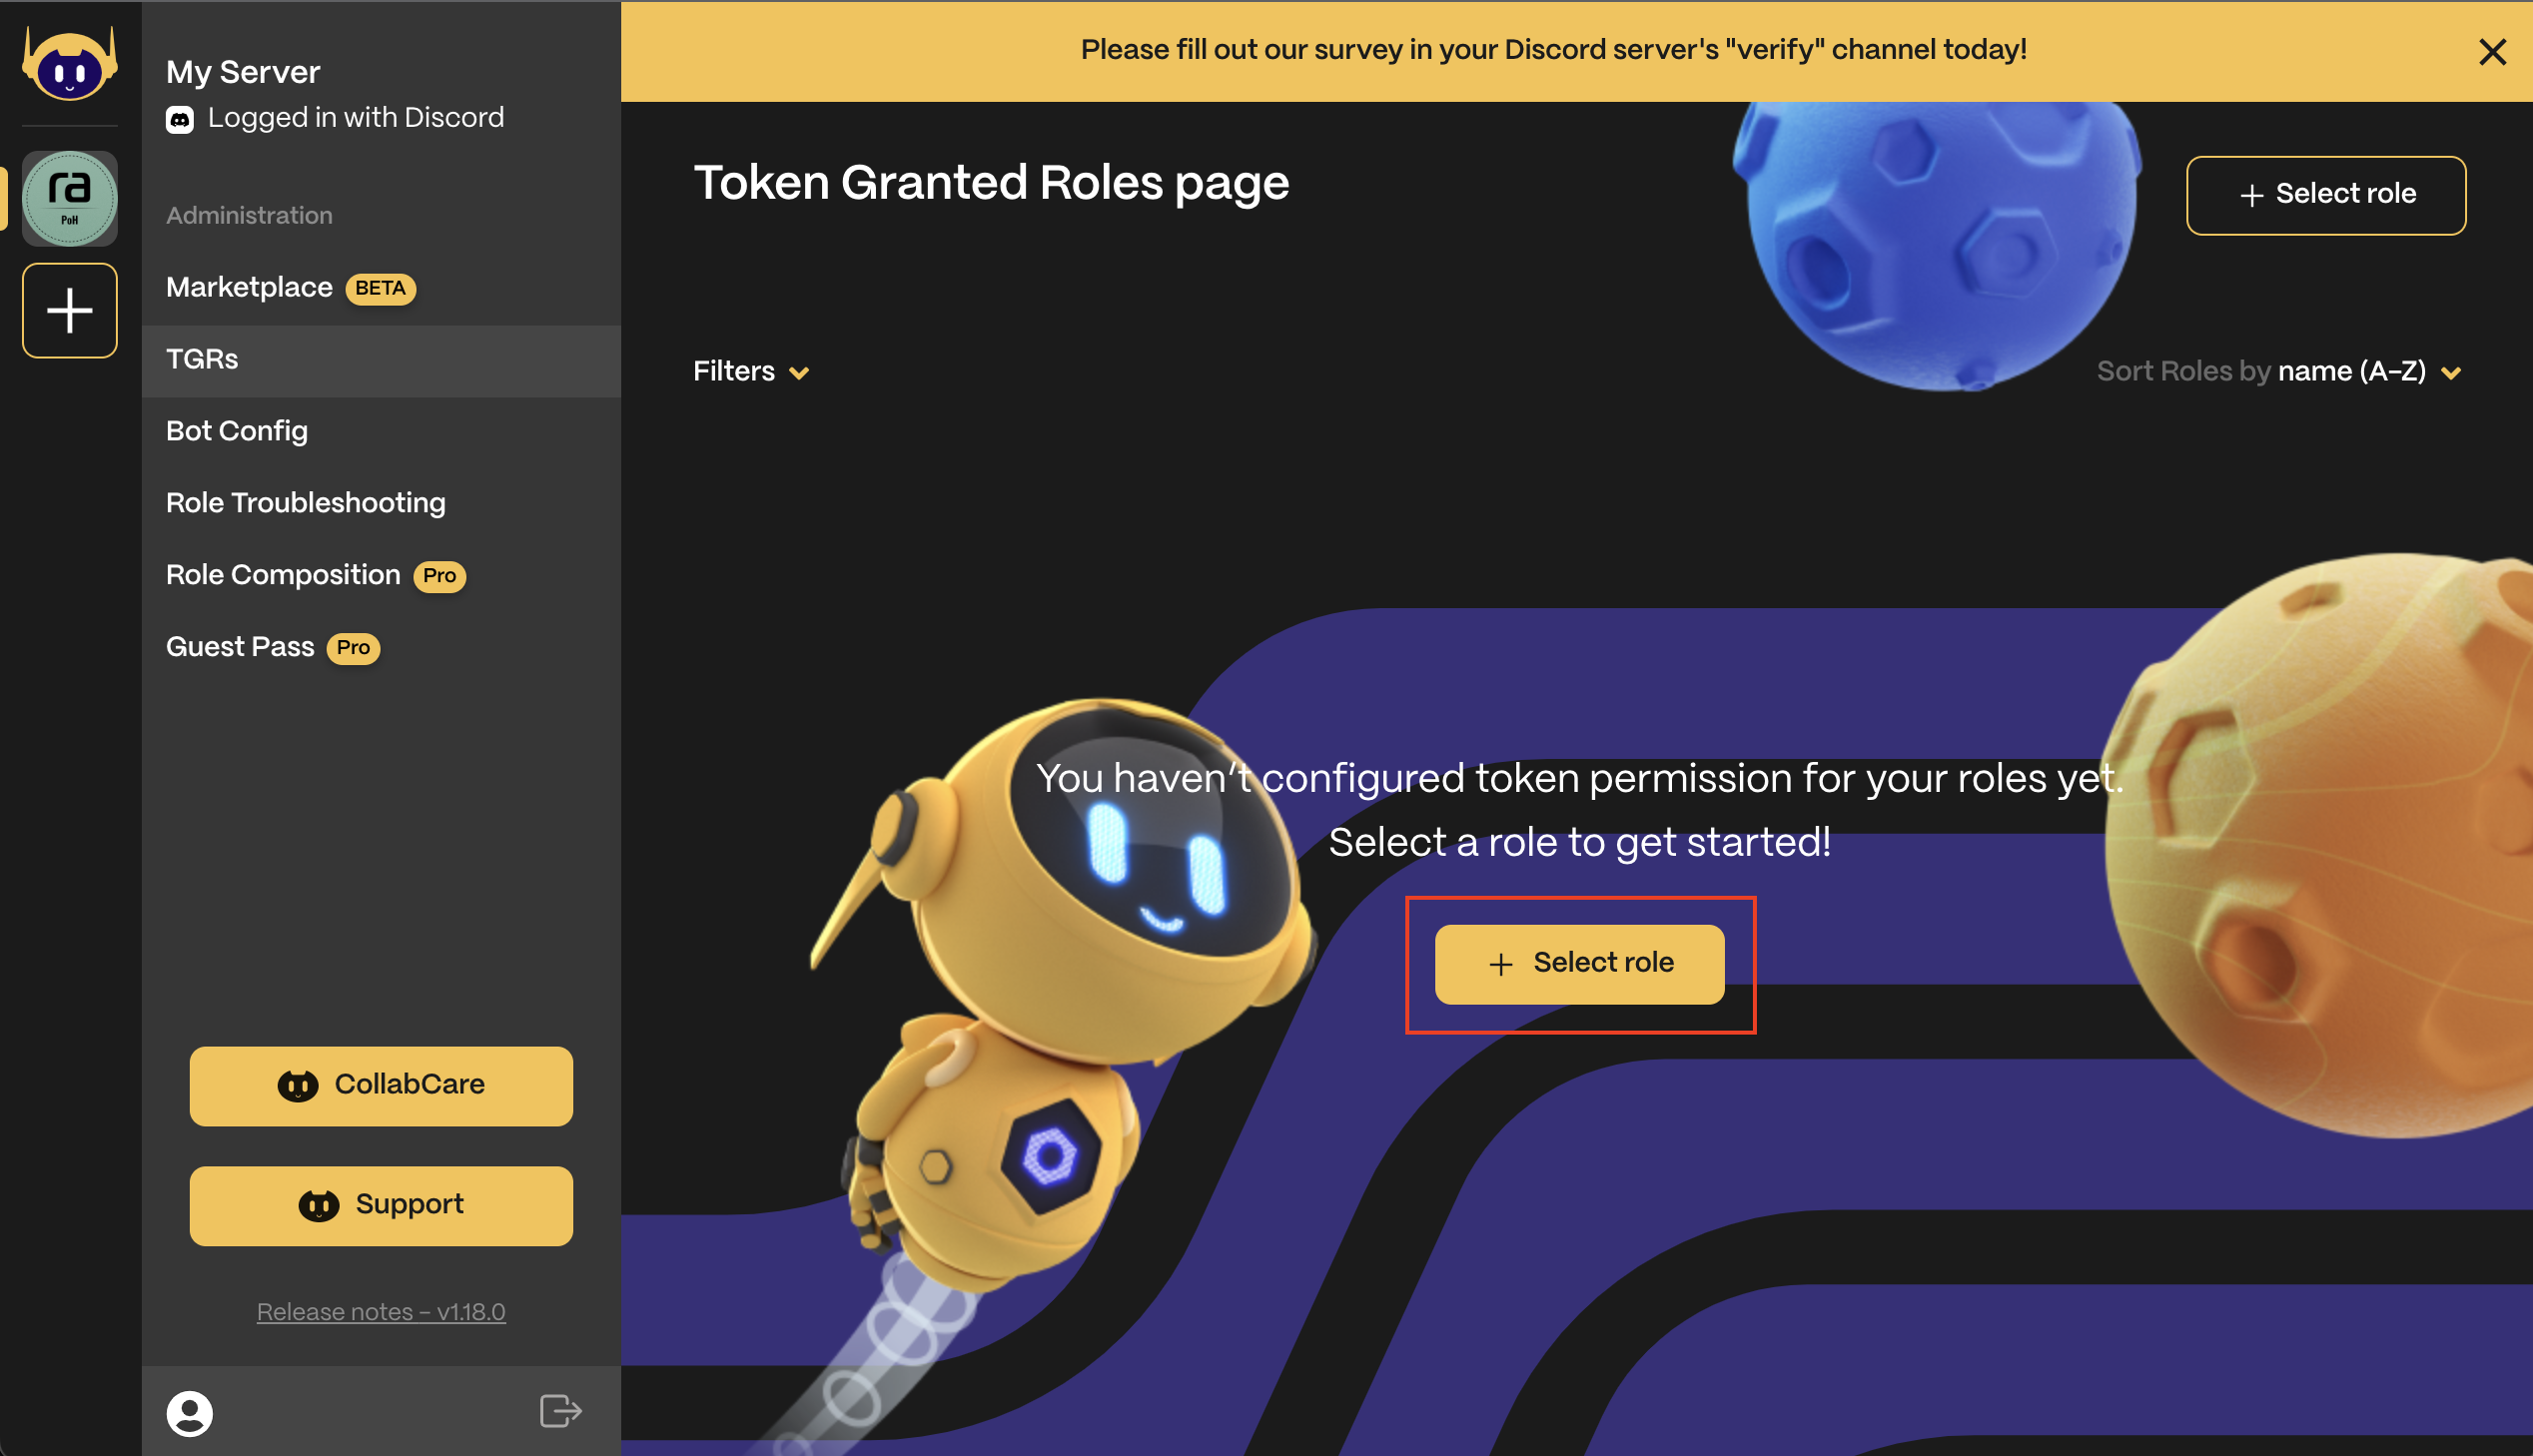 Please fill out our survey in your Discord server's "verify" channel today!
My Server
Logged in with Discord
ra
PoH
Administration
Marketplace BETA
TGRs
Bot Config
Role Troubleshooting
Role Composition Pro
Guest Pass Pro
CollabCare
Support
Release notes - v1.18.0
Token Granted Roles page
+ Select role
Filters
Sort Roles by name (A-Z)
You haven't configured token permission for your roles yet.
Select a role to get started!
+ Select role